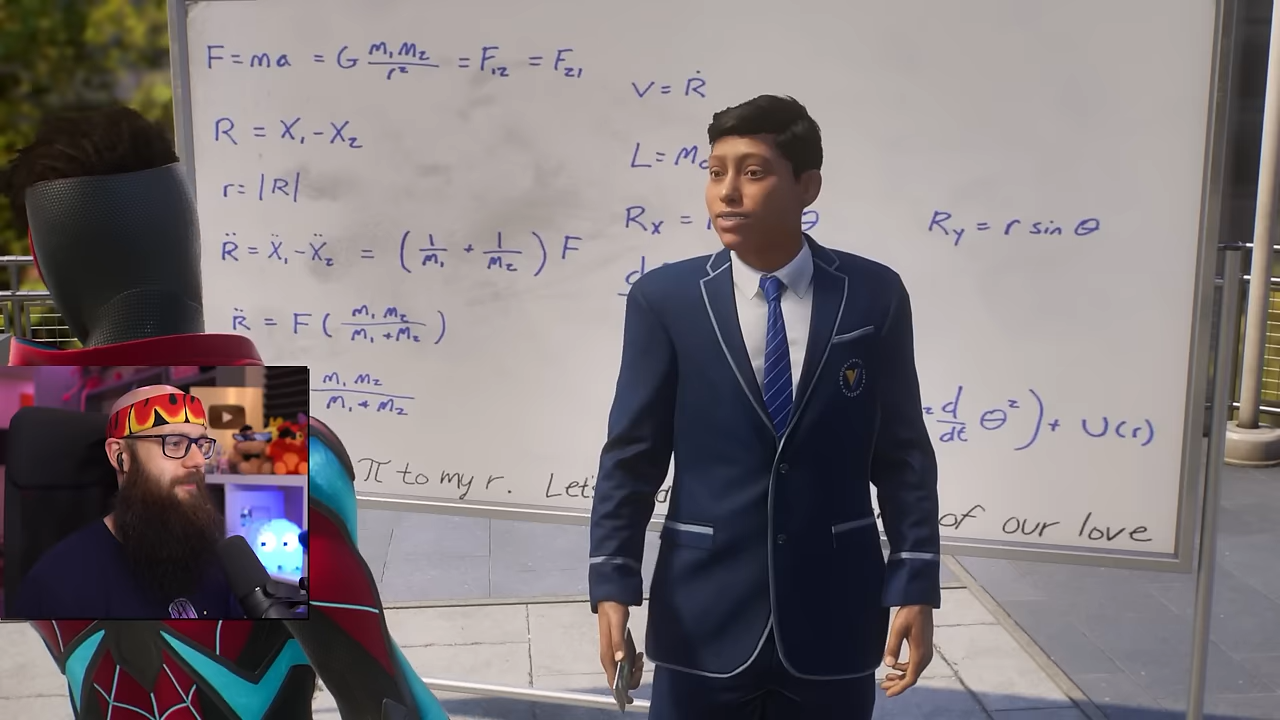 F = ma = G m₁m₂/r² = F₁₂ = F₂₁
R = X₁ - X₂
r = |R|
R̈ = Ẍ₁ - Ẍ₂ = (1/m₁ + 1/m₂) F
R̈ = F (m₁m₂/m₁+m₂)
m₁m₂/m₁+m₂
V = Ṙ
L = M
Rₓ = θ
R_y = r sin θ
d/dt θ²) + U(r)
π to my r. Let's of our love